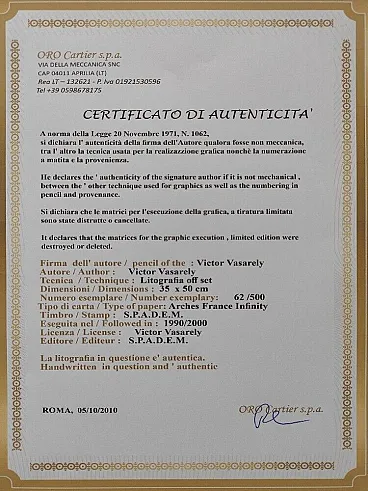 ORO Cartier s.p.a.
VIA DELLA MECCANICA SNC
CAP 04011 APRILIA (LT)
Rea LT – 132621 - P. Iva 01921530596
Tel +39 0598678175
CERTIFICATO DI AUTENTICITA'
A norma della Legge 20 Novembre 1971, N. 1062,
si dichiara l' autenticità della firma dell'Autore qualora fosse non meccanica,
tra l' altro la tecnica usata per la realizzazione grafica nonchè la numerazione
a matita e la provenienza.
He declares the ' authenticity of the signature author if it is not mechanical ,
between the ' other technique used for graphics as well as the numbering in
pencil and provenance.
Si dichiara che le matrici per l'esecuzione della grafica, a tiratura limitata
sono state distrutte o cancellate.
It declares that the matrices for the graphic execution , limited edition were
destroyed or deleted.
Firma dell' autore / pencil of the : Victor Vasarely
Autore / Author : Victor Vasarely
Tecnica / Technique : Litografia off set
Dimensioni / Dimensions : 35 x 50 cm
Numero esemplare / Number exemplary: 62 /500
Tipo di carta / Type of paper: Arches France Infinity
Timbro / Stamp : S.P.A.D.E.M.
Eseguita nel / Followed in : 1990/2000
Licenza / License : Victor Vasarely
Editore / Editeur : S.P.A.D.E.M.
La litografia in questione e' autentica.
Handwritten in question and ' authentic
ROMA, 05/10/2010
ORO Cartier s.p.a.